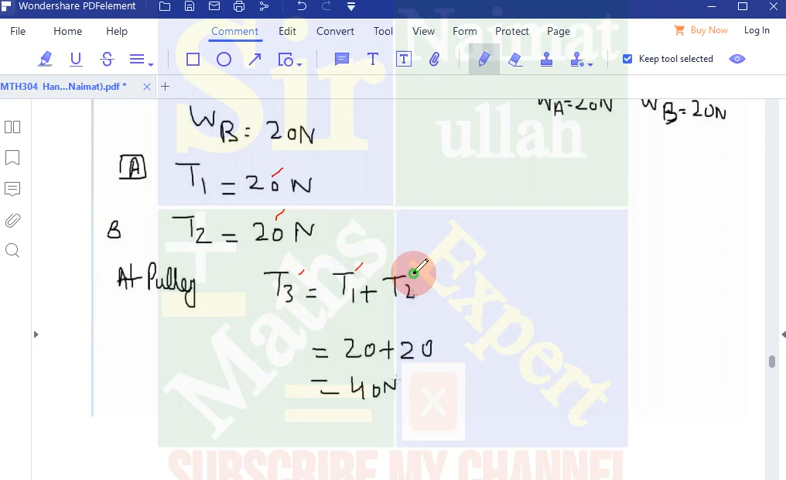 Wondershare PDFelement
File Home Help Comment Edit Convert Tool View Form Protect Page Buy Now Log In
Keep tool selected
MTH304 Han...Naimat).pdf *
Sir Naimat ullah
WA=20N WB=20N
WB=20N
A T1 = 20N
B T2 = 20N
At Pulley T3 = T1 + T2
= 20+20
= 40N
Maths Expert
SUBSCRIBE MY CHANNEL